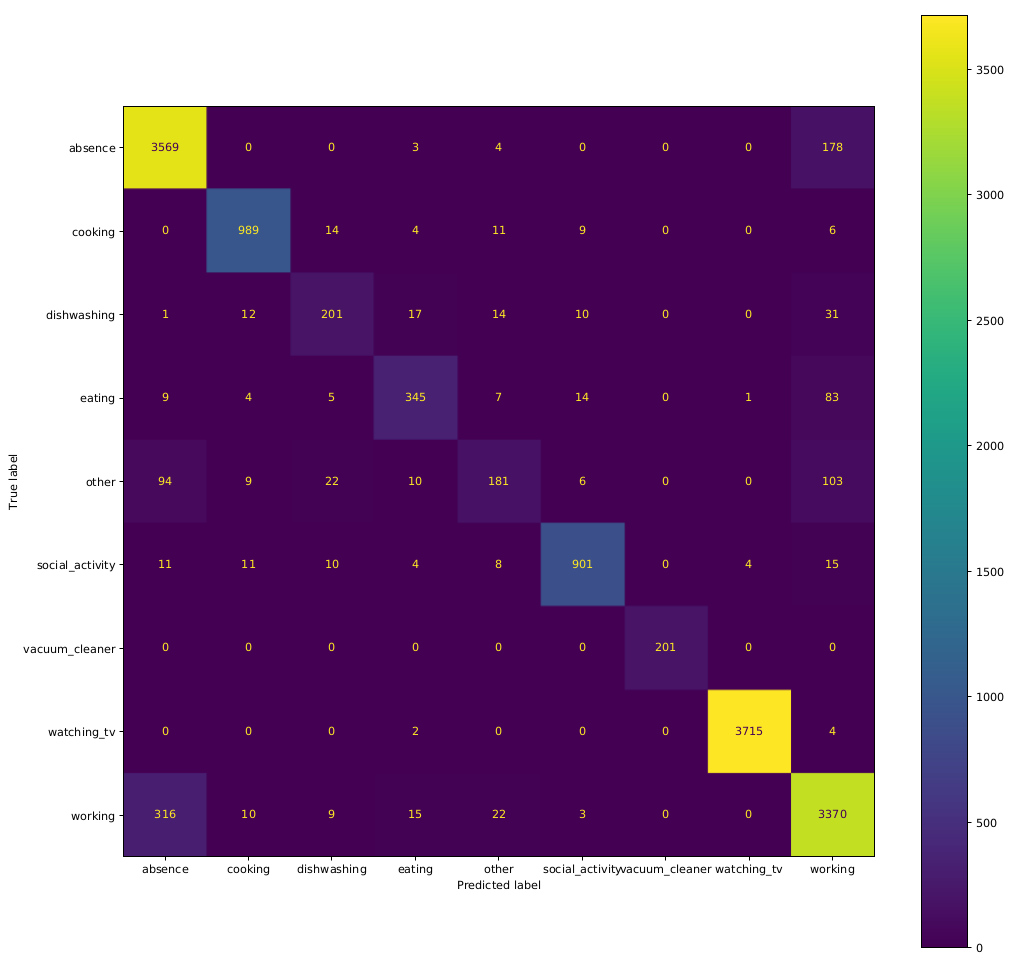 absence 3569 0 0 3 4 0 0 0 178
cooking 0 989 14 4 11 9 0 0 6
dishwashing 1 12 201 17 14 10 0 0 31
eating 9 4 5 345 7 14 0 1 83
other 94 9 22 10 181 6 0 0 103
social_activity 11 11 10 4 8 901 0 4 15
vacuum_cleaner 0 0 0 0 0 0 201 0 0
watching_tv 0 0 0 2 0 0 0 3715 4
working 316 10 9 15 22 3 0 0 3370
absence cooking dishwashing eating other social_activity vacuum_cleaner watching_tv working
Predicted label
True label
3500
3000
2500
2000
1500
1000
500
0